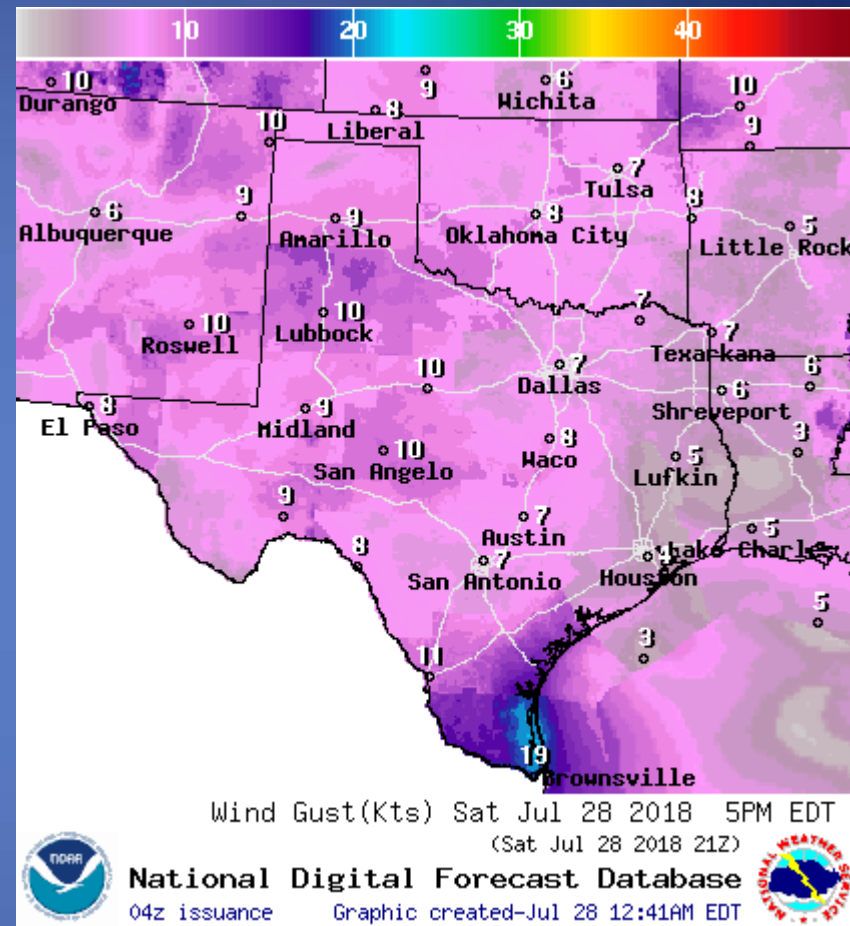 10 20 30 40
10 9 6 10
Durango Liberal 8 Wichita
10 9
7
Tulsa
6 9 9 8 8 5
Albuquerque Amarillo Oklahoma City Little Rock
10 10 7 7
Roswell Lubbock Texarkana
10 7 6 6
Dallas Shreveport
8 9
El Paso Midland
10 8 5 3
San Angelo Waco Lufkin
9 7 5
Austin
8 7
San Antonio Houston
5
3
11
19
Brownsville
Wind Gust(Kts) Sat Jul 28 2018 5PM EDT
(Sat Jul 28 2018 21Z)
NOAA
National Digital Forecast Database
04z issuance Graphic created-Jul 28 12:41AM EDT
NATIONAL WEATHER SERVICE